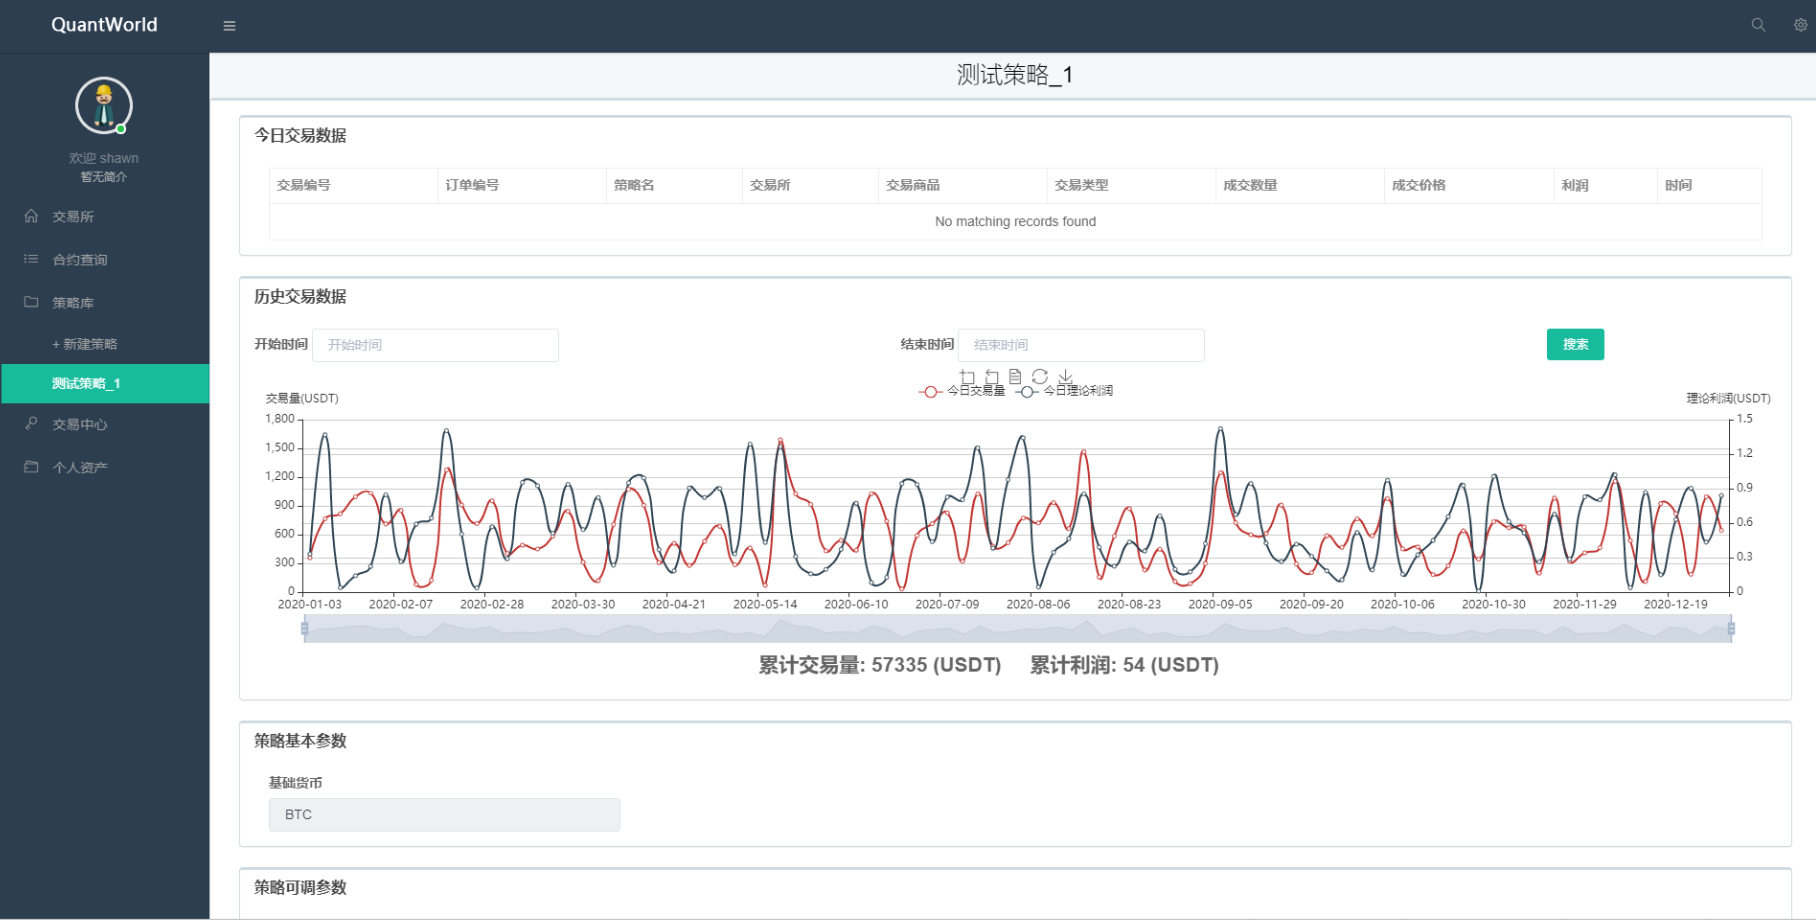 QuantWorld
欢迎 shawn
暂无简介
交易所
合约查询
策略库
+ 新建策略
测试策略_1
交易中心
个人资产
测试策略_1
今日交易数据
交易编号 订单编号 策略名 交易所 交易商品 交易类型 成交数量 成交价格 利润 时间
No matching records found
历史交易数据
开始时间 开始时间 结束时间 结束时间 搜索
今日交易量 今日理论利润
交易量(USDT) 理论利润(USDT)
1,800
1,500
1,200
900
600
300
0
1.5
1.2
0.9
0.6
0.3
0
2020-01-03 2020-02-07 2020-02-28 2020-03-30 2020-04-21 2020-05-14 2020-06-10 2020-07-09 2020-08-06 2020-08-23 2020-09-05 2020-09-20 2020-10-06 2020-10-30 2020-11-29 2020-12-19
累计交易量: 57335 (USDT) 累计利润: 54 (USDT)
策略基本参数
基础货币
BTC
策略可调参数